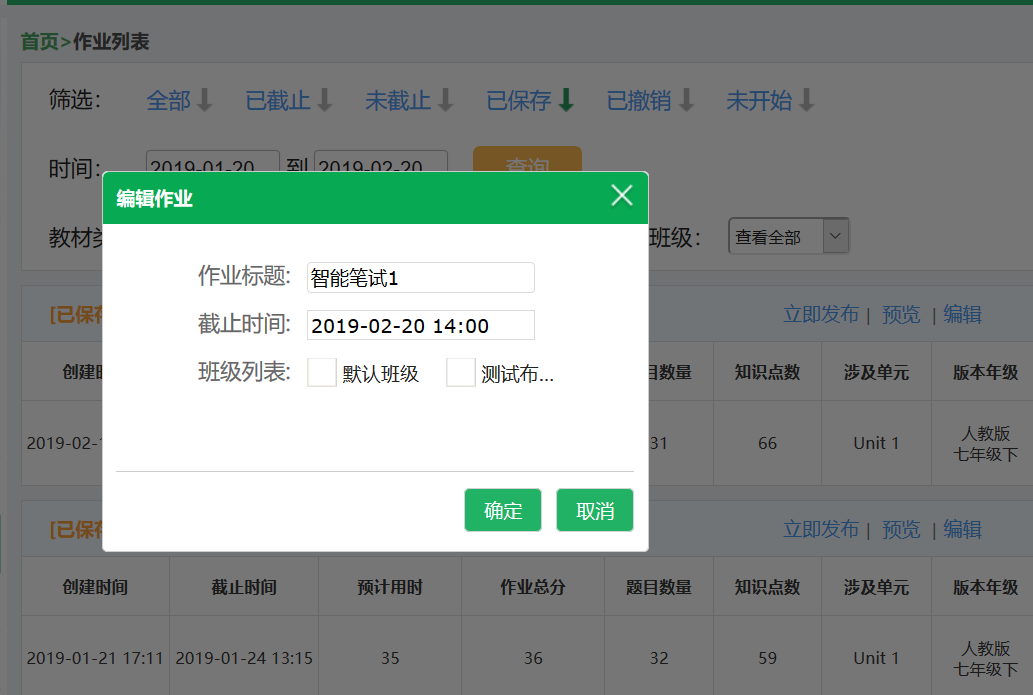 首页>作业列表
筛选: 全部 已截止 未截止 已保存 已撤销 未开始
时间: 2019-01-20 到 2019-02-20 查询
编辑作业
教材 班级: 查看全部
作业标题: 智能笔试1
[已保存 立即发布 | 预览 | 编辑
截止时间: 2019-02-20 14:00
班级列表: 默认班级 测试布...
创建 目数量 知识点数 涉及单元 版本年级
2019-02- 31 66 Unit 1 人教版
七年级下
确定 取消
[已保存 立即发布 | 预览 | 编辑
创建时间 截止时间 预计用时 作业总分 题目数量 知识点数 涉及单元 版本年级
2019-01-21 17:11 2019-01-24 13:15 35 36 32 59 Unit 1 人教版
七年级下